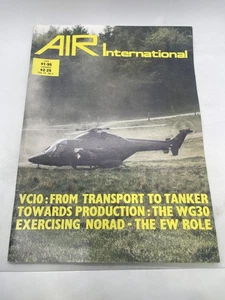 AIR International
VC10: FROM TRANSPORT TO TANKER
TOWARDS PRODUCTION: THE WG30
EXERCISING NORAD - THE EW ROLE